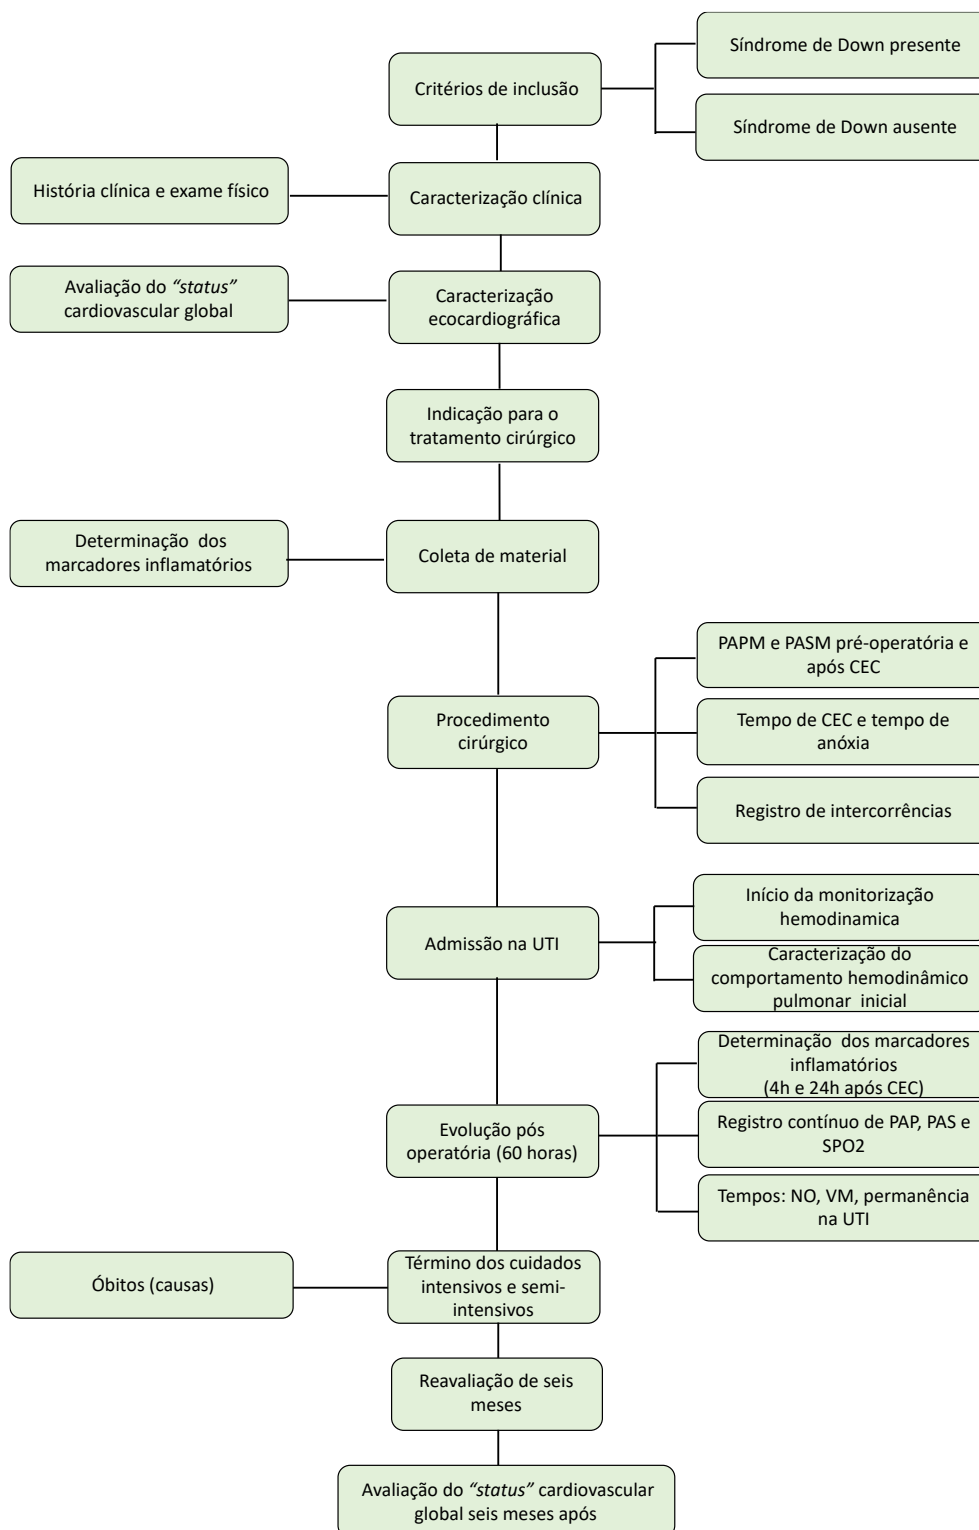 Síndrome de Down presente
Critérios de inclusão
Síndrome de Down ausente
História clínica e exame físico
Caracterização clínica
Avaliação do “status”
cardiovascular global
Caracterização
ecocardiográfica
Indicação para o
tratamento cirúrgico
Determinação dos
marcadores inflamatórios
Coleta de material
PAPM e PASM pré-operatória e
após CEC
Procedimento
cirúrgico
Tempo de CEC e tempo de
anóxia
Registro de intercorrências
Início da monitorização
hemodinamica
Admissão na UTI
Caracterização do
comportamento hemodinâmico
pulmonar inicial
Determinação dos marcadores
inflamatórios
(4h e 24h após CEC)
Evolução pós
operatória (60 horas)
Registro contínuo de PAP, PAS e
SPO2
Tempos: NO, VM, permanência
na UTI
Óbitos (causas)
Término dos cuidados
intensivos e semi-
intensivos
Reavaliação de seis
meses
Avaliação do “status” cardiovascular
global seis meses após